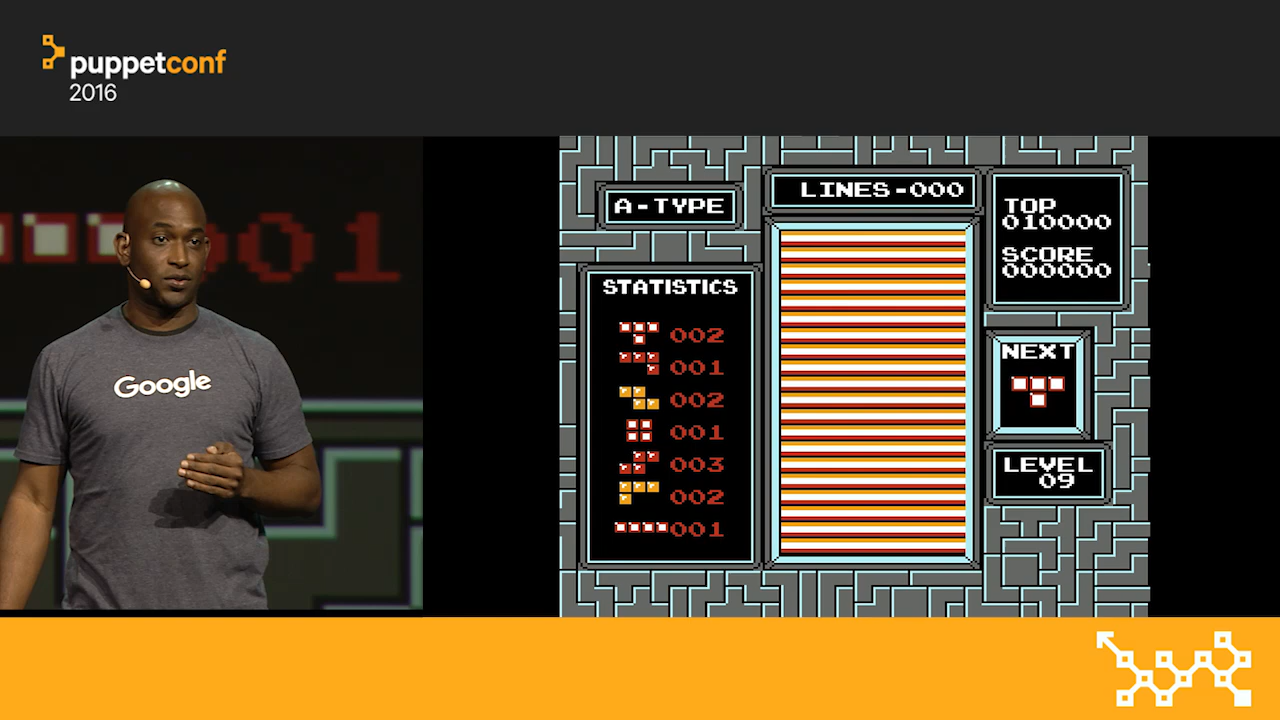 puppetconf
2016
001
Google
A-TYPE
LINES-000
TOP
010000
SCORE
000000
STATISTICS
002
001
002
001
003
002
001
NEXT
LEVEL
09